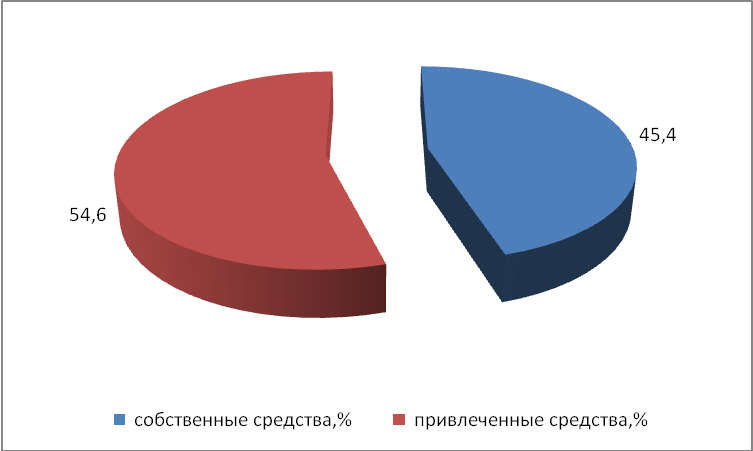 45,4
54,6
собственные средства,%
привлеченные средства,%